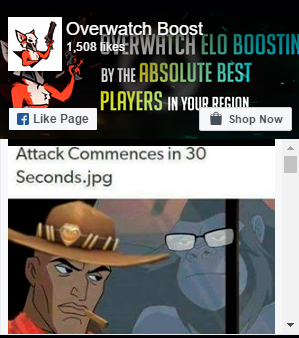 Overwatch Boost
1,508 likes
OVERWATCH ELO BOOSTIN
BY THE ABSOLUTE BEST
PLAYERS IN YOUR REGION
Like Page
Shop Now
Attack Commences in 30
Seconds.jpg